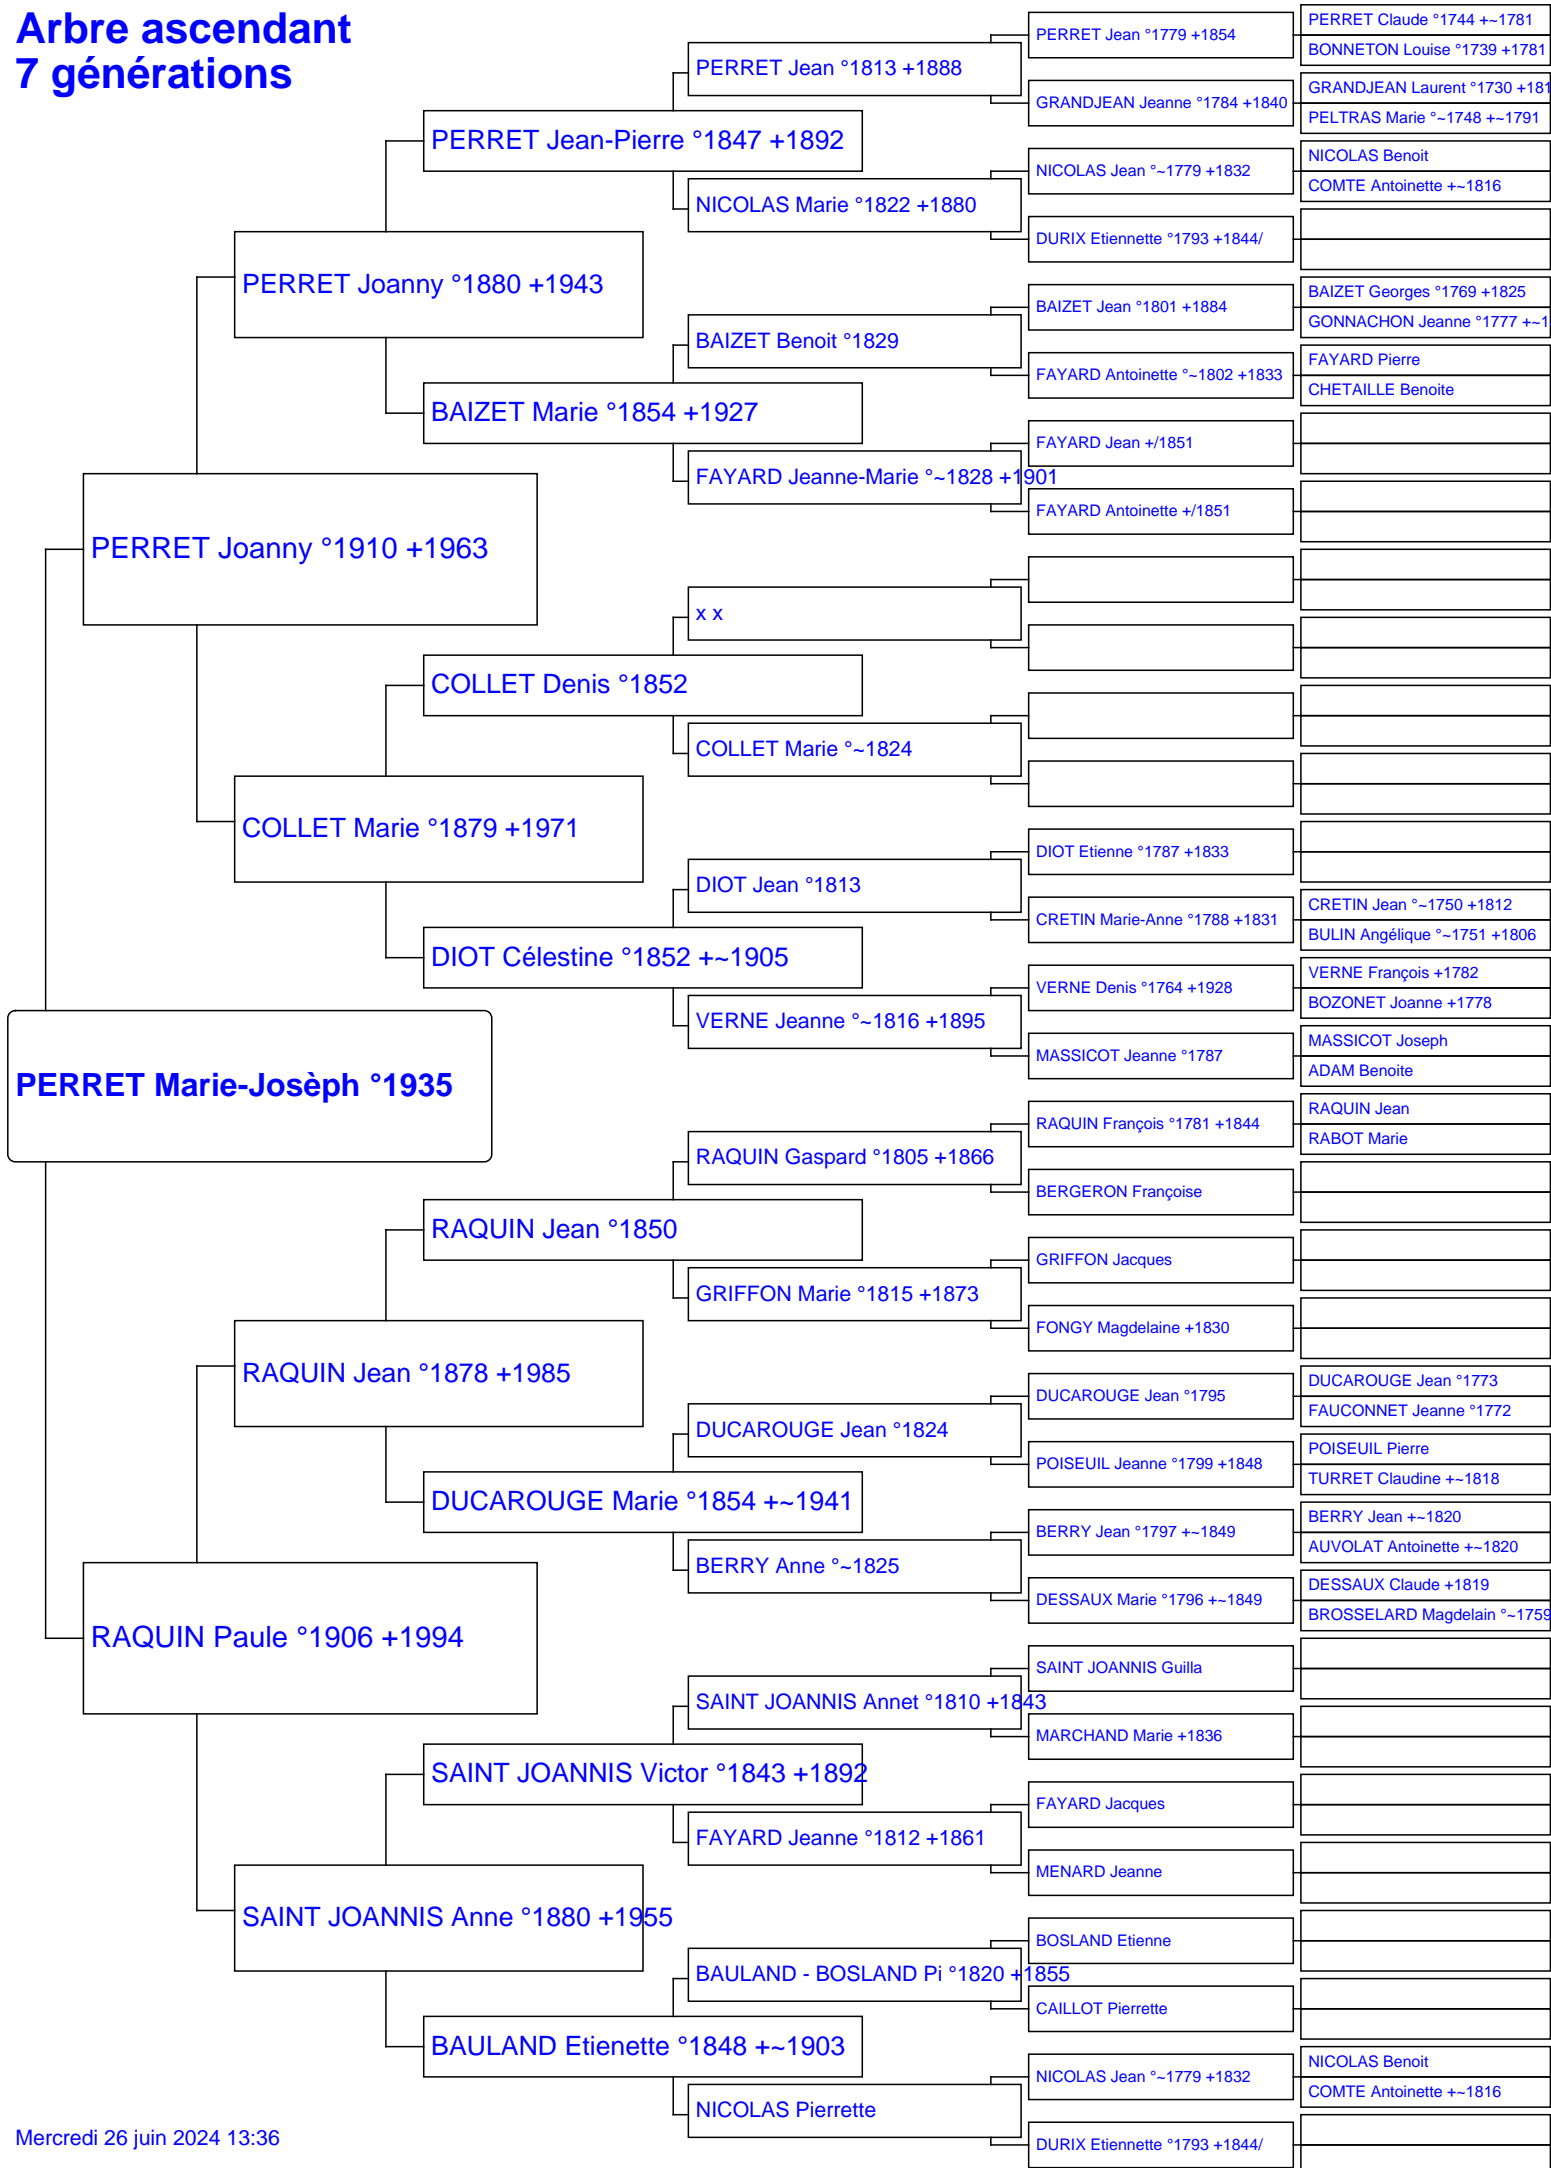 Arbre ascendant
7 générations
PERRET Marie-Josèph °1935
PERRET Joanny °1910 +1963
RAQUIN Paule °1906 +1994
PERRET Joanny °1880 +1943
COLLET Marie °1879 +1971
RAQUIN Jean °1878 +1985
SAINT JOANNIS Anne °1880 +1955
PERRET Jean-Pierre °1847 +1892
BAIZET Marie °1854 +1927
COLLET Denis °1852
DIOT Célestine °1852 +~1905
RAQUIN Jean °1850
DUCAROUGE Marie °1854 +~1941
SAINT JOANNIS Victor °1843 +1892
BAULAND Etienette °1848 +~1903
PERRET Jean °1813 +1888
NICOLAS Marie °1822 +1880
BAIZET Benoit °1829
FAYARD Jeanne-Marie °~1828 +1901
x x
COLLET Marie °~1824
DIOT Jean °1813
VERNE Jeanne °~1816 +1895
RAQUIN Gaspard °1805 +1866
GRIFFON Marie °1815 +1873
DUCAROUGE Jean °1824
BERRY Anne °~1825
SAINT JOANNIS Annet °1810 +1843
FAYARD Jeanne °1812 +1861
BAULAND - BOSLAND Pi °1820 +1855
NICOLAS Pierrette
PERRET Jean °1779 +1854
GRANDJEAN Jeanne °1784 +1840
NICOLAS Jean °~1779 +1832
DURIX Etiennette °1793 +1844/
BAIZET Jean °1801 +1884
FAYARD Antoinette °~1802 +1833
FAYARD Jean +/1851
FAYARD Antoinette +/1851
DIOT Etienne °1787 +1833
CRETIN Marie-Anne °1788 +1831
VERNE Denis °1764 +1928
MASSICOT Jeanne °1787
RAQUIN François °1781 +1844
BERGERON Françoise
GRIFFON Jacques
FONGY Magdelaine +1830
DUCAROUGE Jean °1795
POISEUIL Jeanne °1799 +1848
BERRY Jean °1797 +~1849
DESSAUX Marie °1796 +~1849
SAINT JOANNIS Guilla
MARCHAND Marie +1836
FAYARD Jacques
MENARD Jeanne
BOSLAND Etienne
CAILLOT Pierrette
NICOLAS Jean °~1779 +1832
DURIX Etiennette °1793 +1844/
PERRET Claude °1744 +~1781
BONNETON Louise °1739 +1781
GRANDJEAN Laurent °1730 +181
PELTRAS Marie °~1748 +~1791
NICOLAS Benoit
COMTE Antoinette +~1816
BAIZET Georges °1769 +1825
GONNACHON Jeanne °1777 +~1
FAYARD Pierre
CHETAILLE Benoite
CRETIN Jean °~1750 +1812
BULIN Angélique °~1751 +1806
VERNE François +1782
BOZONET Joanne +1778
MASSICOT Joseph
ADAM Benoite
RAQUIN Jean
RABOT Marie
DUCAROUGE Jean °1773
FAUCONNET Jeanne °1772
POISEUIL Pierre
TURRET Claudine +~1818
BERRY Jean +~1820
AUVOLAT Antoinette +~1820
DESSAUX Claude +1819
BROSSELARD Magdelain °~1759
NICOLAS Benoit
COMTE Antoinette +~1816
Mercredi 26 juin 2024 13:36